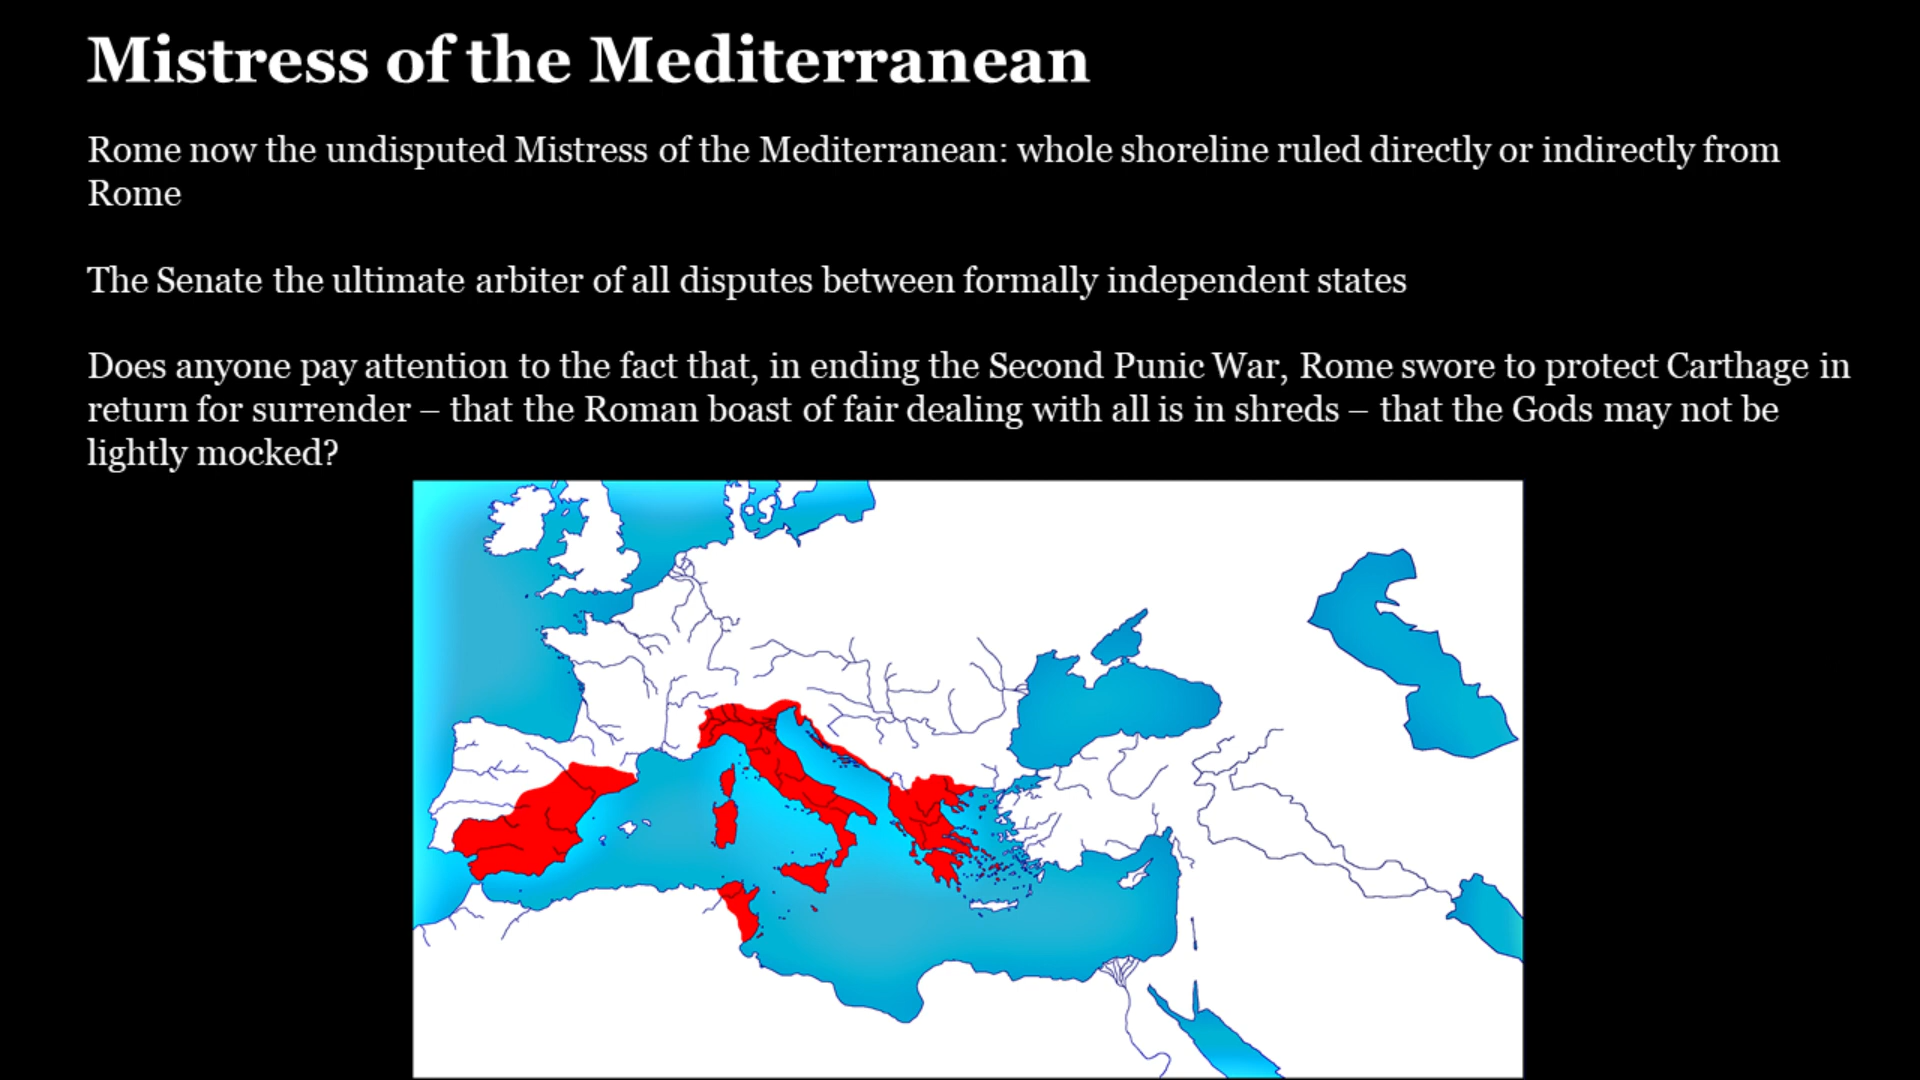 Mistress of the Mediterranean
Rome now the undisputed Mistress of the Mediterranean: whole shoreline ruled directly or indirectly from
Rome
The Senate the ultimate arbiter of all disputes between formally independent states
Does anyone pay attention to the fact that, in ending the Second Punic War, Rome swore to protect Carthage in
return for surrender – that the Roman boast of fair dealing with all is in shreds – that the Gods may not be
lightly mocked?